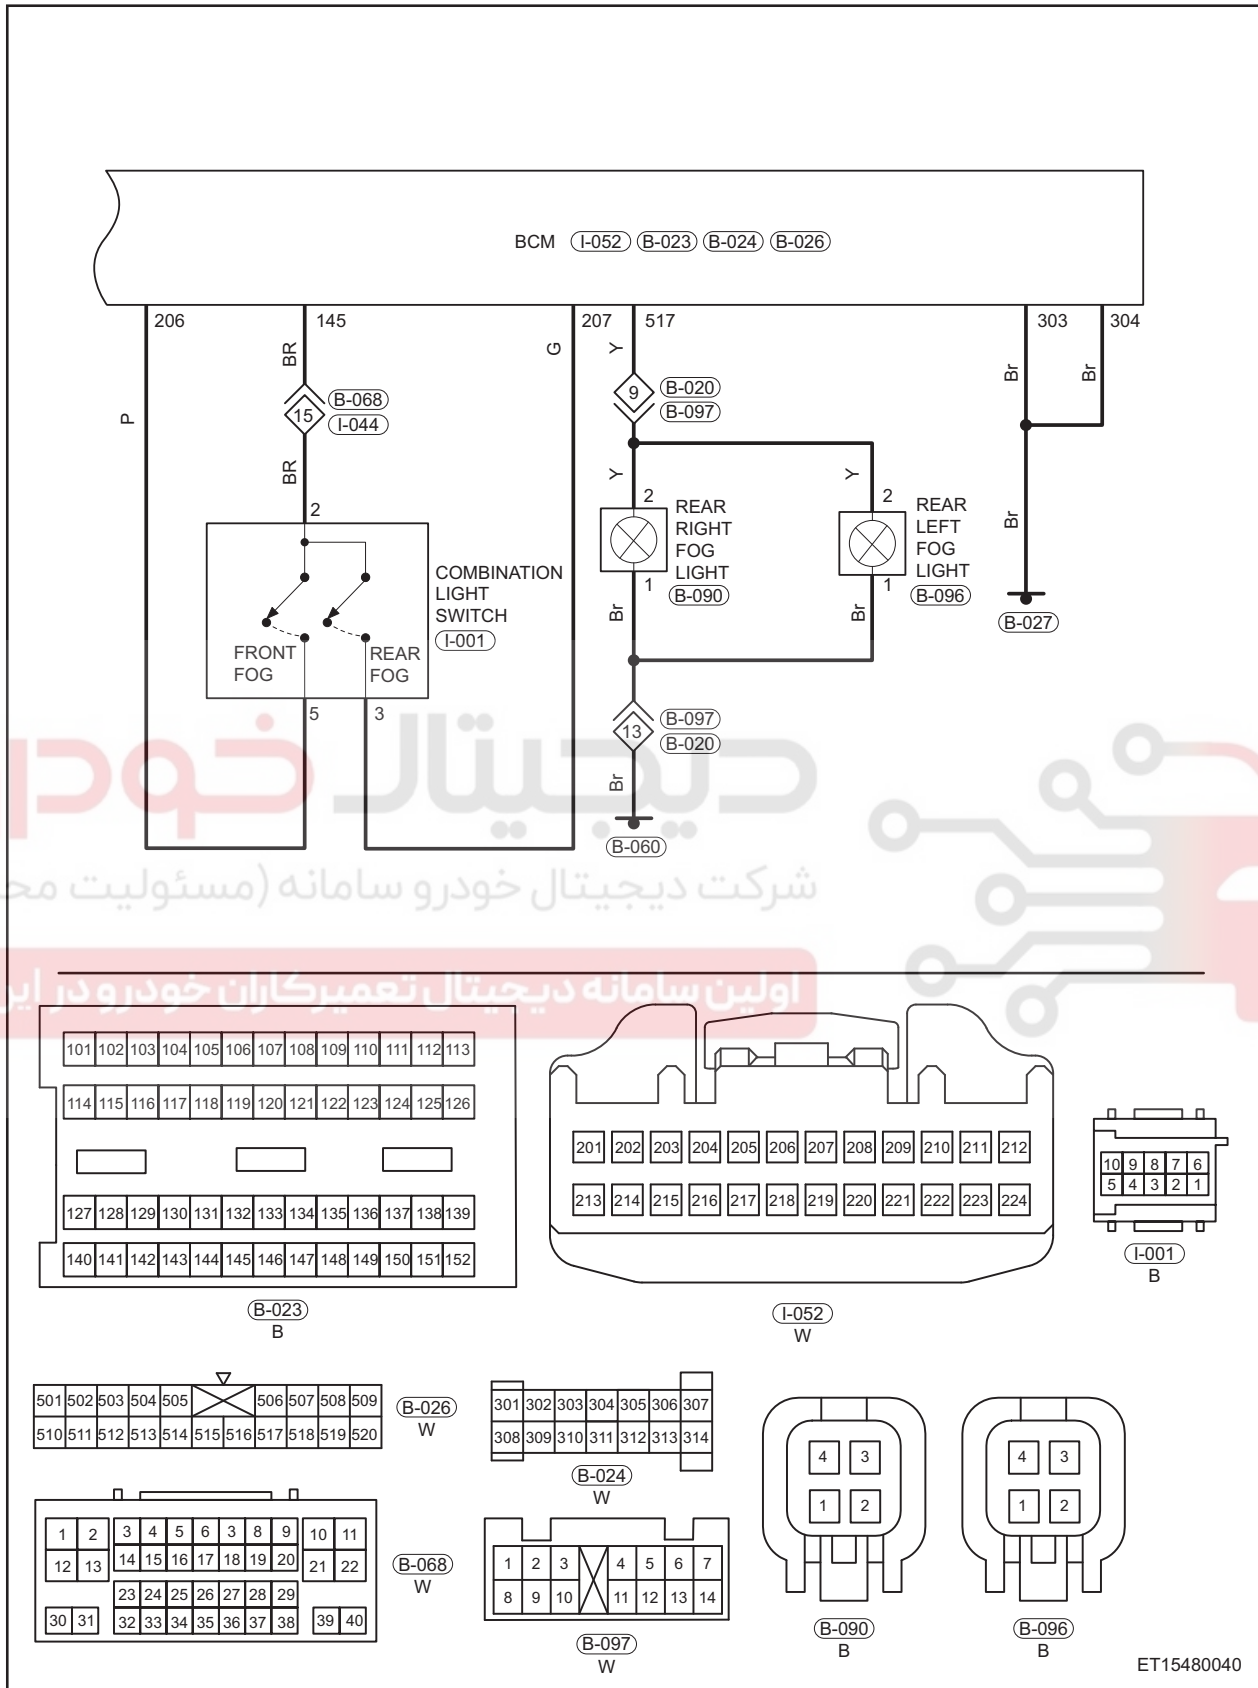 BCM I-052 B-023 B-024 B-026
206 145 207 517 303 304
P BR G Y Br Br
15 B-068
I-044
9 B-020
B-097
BR Y Y Br
2
COMBINATION
LIGHT
SWITCH
I-001
FRONT
FOG
REAR
FOG
5 3
2
REAR
RIGHT
FOG
LIGHT
1 B-090
2
REAR
LEFT
FOG
LIGHT
1 B-096
Br Br
B-027
13 B-097
B-020
Br
B-060
دیجیتال خودر
شرکت دیجیتال خودرو سامانه (مسئولیت مح
اولین سامانه دیجیتال تعمیرکاران خودرو در ایر
101 102 103 104 105 106 107 108 109 110 111 112 113
114 115 116 117 118 119 120 121 122 123 124 125 126
127 128 129 130 131 132 133 134 135 136 137 138 139
140 141 142 143 144 145 146 147 148 149 150 151 152
B-023
B
201 202 203 204 205 206 207 208 209 210 211 212
213 214 215 216 217 218 219 220 221 222 223 224
I-052
W
10 9 8 7 6
5 4 3 2 1
I-001
B
501 502 503 504 505 506 507 508 509
510 511 512 513 514 515 516 517 518 519 520
B-026
W
301 302 303 304 305 306 307
308 309 310 311 312 313 314
B-024
W
1 2 3 4 5 6 3 8 9 10 11
12 13 14 15 16 17 18 19 20 21 22
23 24 25 26 27 28 29
30 31 32 33 34 35 36 37 38 39 40
B-068
W
1 2 3 4 5 6 7
8 9 10 11 12 13 14
B-097
W
4 3
1 2
B-090
B
4 3
1 2
B-096
B
ET15480040